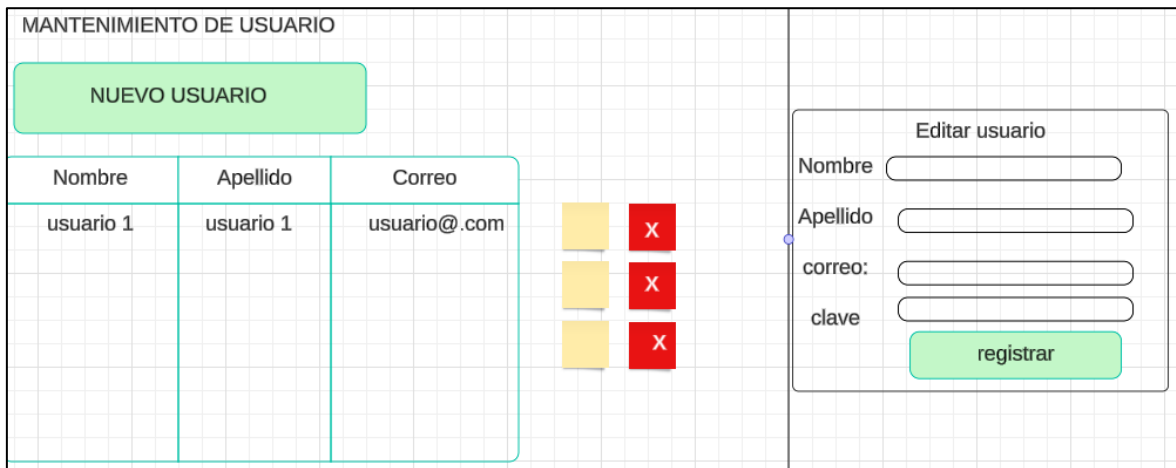 MANTENIMIENTO DE USUARIO
NUEVO USUARIO
Nombre Apellido Correo
usuario 1 usuario 1 usuario@.com
X
X
X
Editar usuario
Nombre
Apellido
correo:
clave
registrar